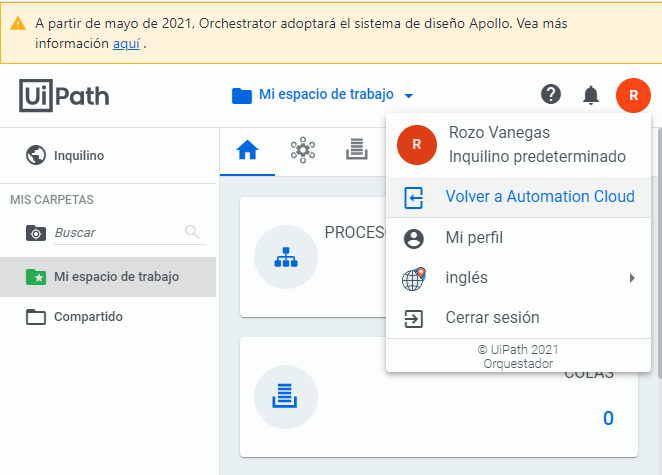 A partir de mayo de 2021, Orchestrator adoptará el sistema de diseño Apollo. Vea más
información aquí .
UiPath
Mi espacio de trabajo
R
Inquilino
MIS CARPETAS
Buscar
Mi espacio de trabajo
Compartido
R
Rozo Vanegas
Inquilino predeterminado
Volver a Automation Cloud
Mi perfil
inglés
Cerrar sesión
© UiPath 2021
Orquestador
COLAS
0